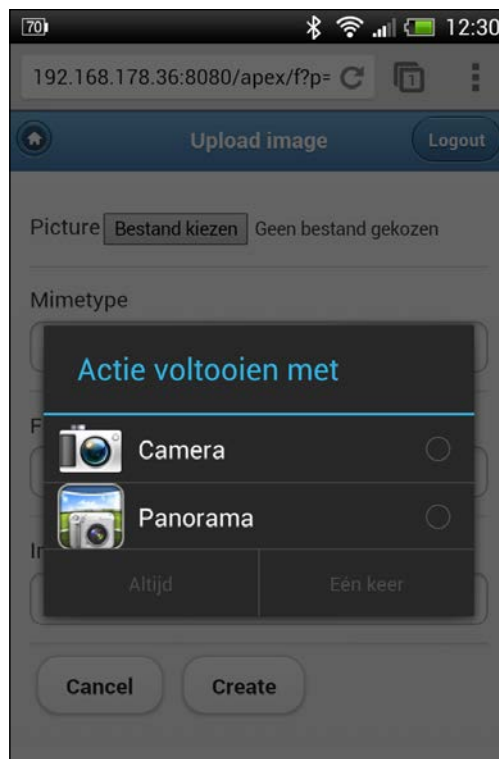 70
12:30
192.168.178.36:8080/apex/f?p=
1
Upload image
Logout
Picture Bestand kiezen Geen bestand gekozen
Mimetype
Actie voltooien met
F
Camera
Panorama
Altijd Eén keer
Cancel Create